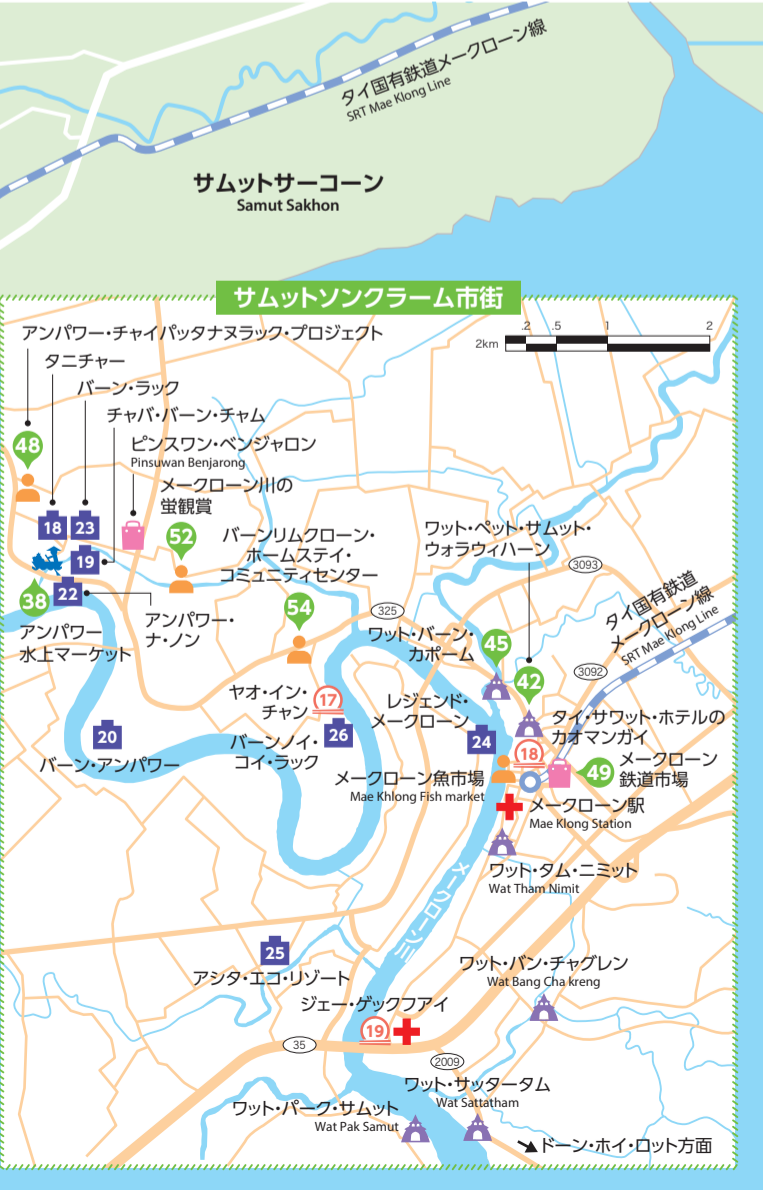 タイ国有鉄道メークローン線
SRT Mae Klong Line
サムットサーコーン
Samut Sakhon
サムットソンクラーム市街
.2 .5 1 2
2km
アンパワー・チャイパッタナヌラック・プロジェクト
タニチャー
バーン・ラック
チャバ・バーン・チャム
48
ピンスワン・ベンジャロン
Pinsuwan Benjarong
メークローン川の
蛍観賞
18
23
52
バーンリムクローン・
ホームステイ・
コミュニティセンター
ワット・ペット・サムット・
ウォラウィハーン
19
3093
22
38
アンパワー
水上マーケット
アンパワー・
ナ・ノン
54
325
タイ国有鉄道
メークローン線
SRT Mae Klong Line
ワット・バーン・
カポーム
45
42
3092
ヤオ・イン・
チャン
17
レジェンド・
メークローン
タイ・サワット・ホテルの
カオマンガイ
20
バーン・アンパワー
バーンノイ・
コイ・ラック
26
24
18
49
メークローン
鉄道市場
メークローン魚市場
Mae Khlong Fish market
メークローン駅
Mae Klong Station
ワット・タム・ニミット
Wat Tham Nimit
メークローン川
25
アシタ・エコ・リゾート
ワット・バン・チャグレン
Wat Bang Cha kreng
ジェー・ゲックフアイ
19
35
2009
ワット・サッタータム
Wat Sattatham
ワット・パーク・サムット
Wat Pak Samut
ドーン・ホイ・ロット方面